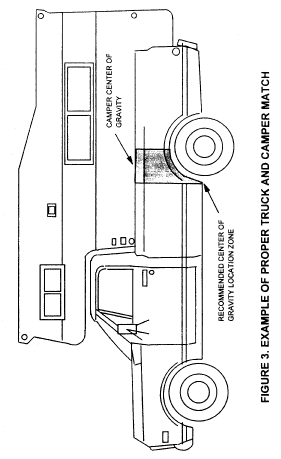 CAMPER CENTER OF
GRAVITY
RECOMMENDED CENTER OF
GRAVITY LOCATION ZONE
FIGURE 3. EXAMPLE OF PROPER TRUCK AND CAMPER MATCH